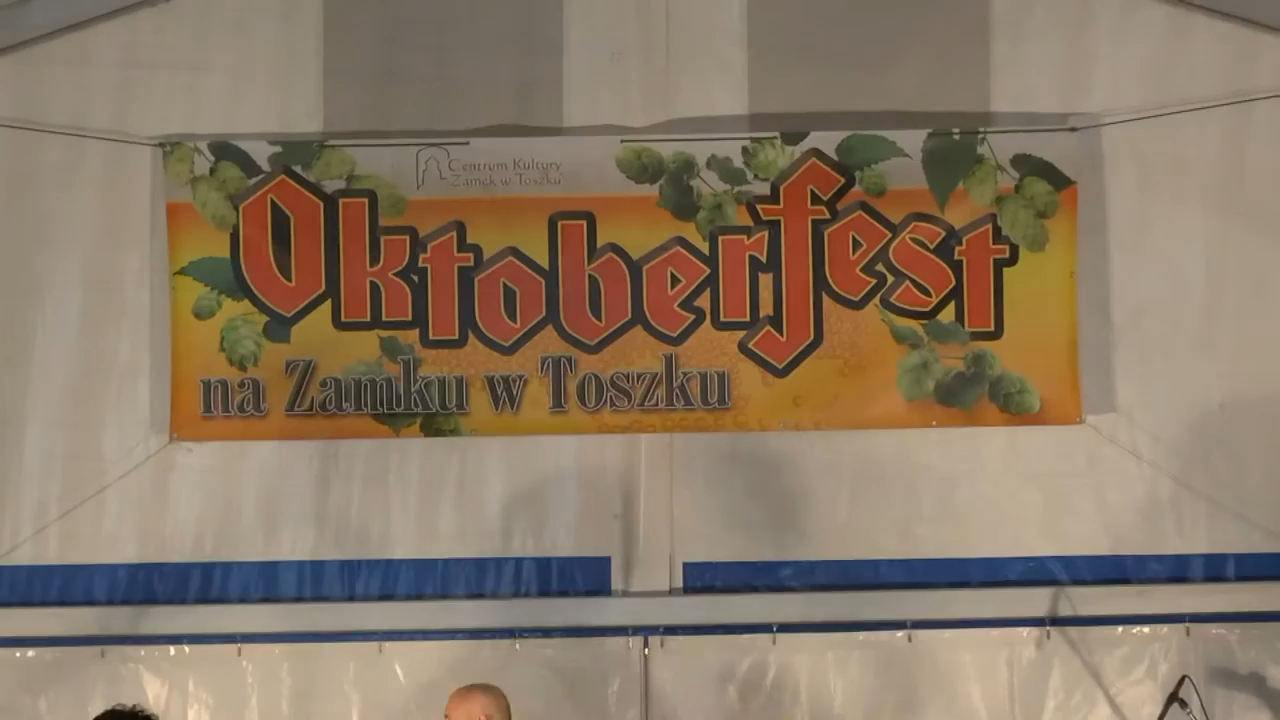 Centrum Kultury
Zamek w Toszku
Oktoberfest
na Zamku w Toszku